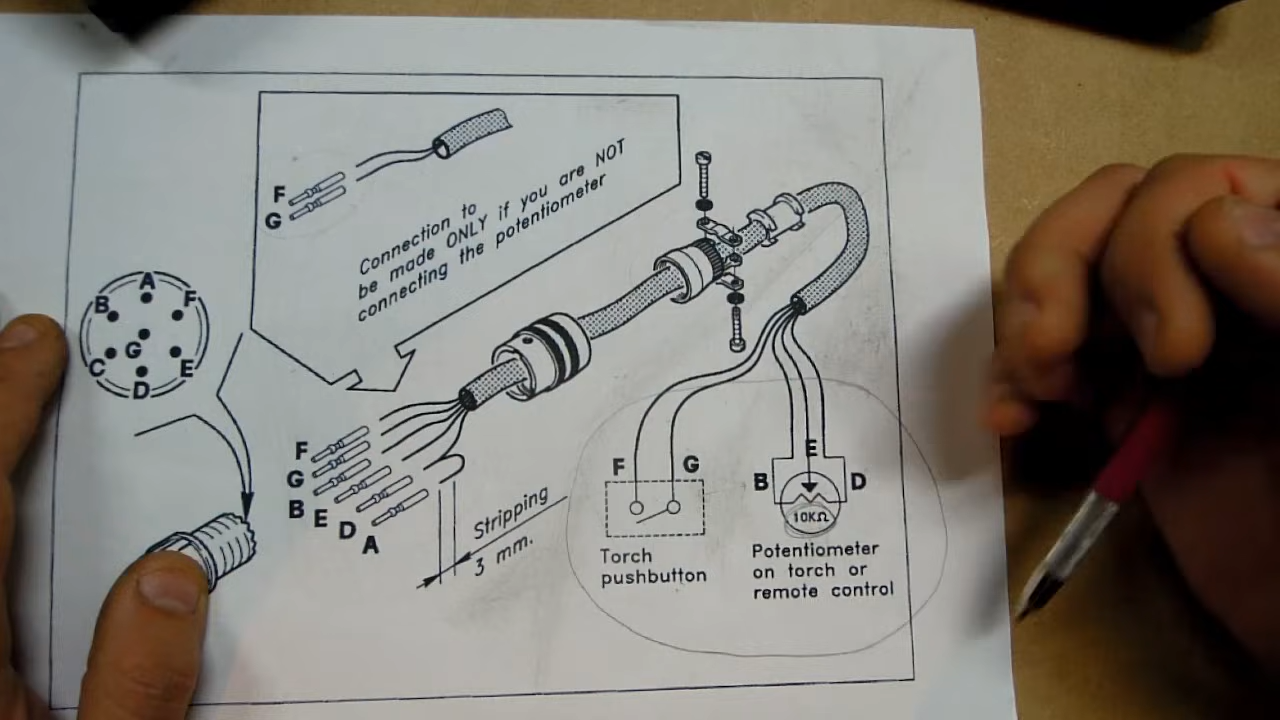 F
G
Connection to
be made ONLY if you are NOT
connecting the potentiometer
A
B
F
G
C
E
D
F
G
B
E
D
A
Stripping
3 mm.
F
G
Torch
pushbutton
B
E
D
10KΩ
Potentiometer
on torch or
remote control